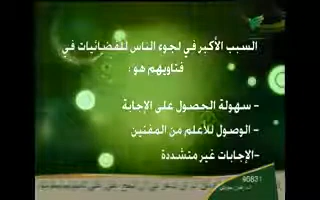 السبب الأكبر في لجوء الناس للفضائيات في
فتاويهم هو :
- سهولة الحصول على الإجابة
- الوصول للأعلم من المفتين
-الإجابات غير متشددة